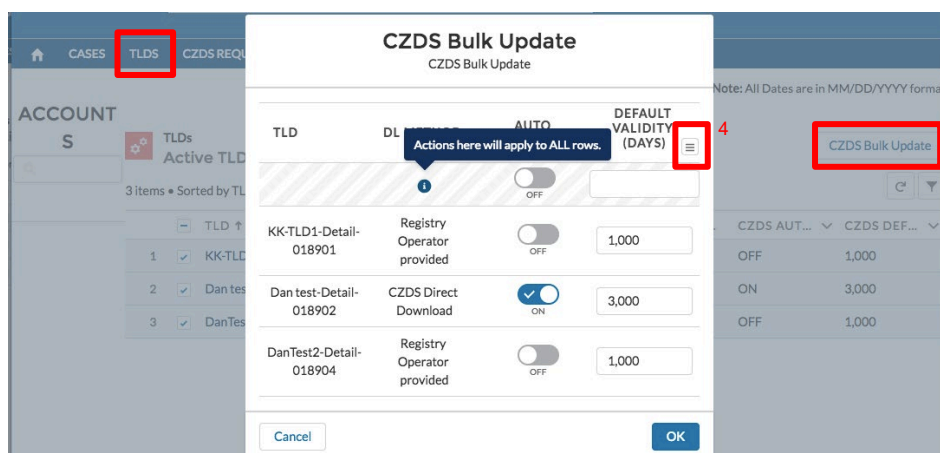 CZDS Bulk Update
CZDS Bulk Update
CASES TLDS CZDS REQU
Note: All Dates are in MM/DD/YYYY forma
ACCOUNT
S
TLDs
Active TLD
CZDS Bulk Update
3 items • Sorted by TL
TLD ↑ CZDS AUT... CZDS DEF...
1 KK-TLD OFF 1,000
2 Dan tes ON 3,000
3 DanTes OFF 1,000
TLD AUTO DEFAULT
VALIDITY
(DAYS)
4
Actions here will apply to ALL rows.
OFF
KK-TLD1-Detail-
018901
Registry
Operator
provided
OFF
1,000
Dan test-Detail-
018902
CZDS Direct
Download
ON
3,000
DanTest2-Detail-
018904
Registry
Operator
provided
OFF
1,000
Cancel OK